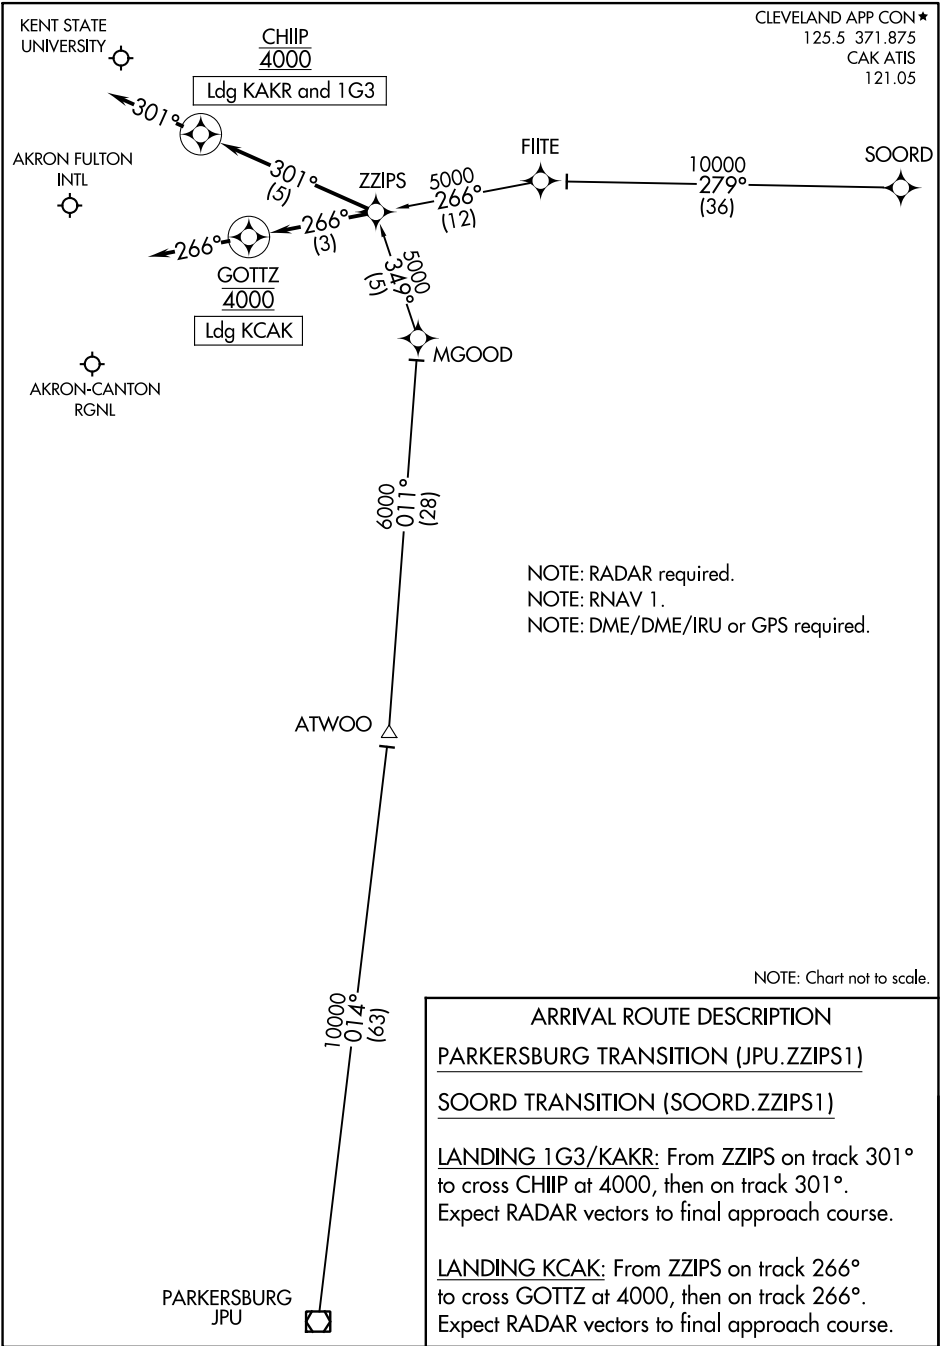 KENT STATE
UNIVERSITY
CHIIP
4000
Ldg KAKR and 1G3
CLEVELAND APP CON★
125.5 371.875
CAK ATIS
121.05
301°
AKRON FULTON
INTL
301°
(5)
ZZIPS
5000
266°
(12)
FIITE
10000
279°
(36)
SOORD
266°
266°
(3)
GOTTZ
4000
Ldg KCAK
5000
349°
(5)
MGOOD
AKRON-CANTON
RGNL
6000
011°
(28)
NOTE: RADAR required.
NOTE: RNAV 1.
NOTE: DME/DME/IRU or GPS required.
ATWOO
10000
014°
(63)
NOTE: Chart not to scale.
PARKERSBURG
JPU
ARRIVAL ROUTE DESCRIPTION
PARKERSBURG TRANSITION (JPU.ZZIPS1)
SOORD TRANSITION (SOORD.ZZIPS1)
LANDING 1G3/KAKR: From ZZIPS on track 301°
to cross CHIIP at 4000, then on track 301°.
Expect RADAR vectors to final approach course.
LANDING KCAK: From ZZIPS on track 266°
to cross GOTTZ at 4000, then on track 266°.
Expect RADAR vectors to final approach course.